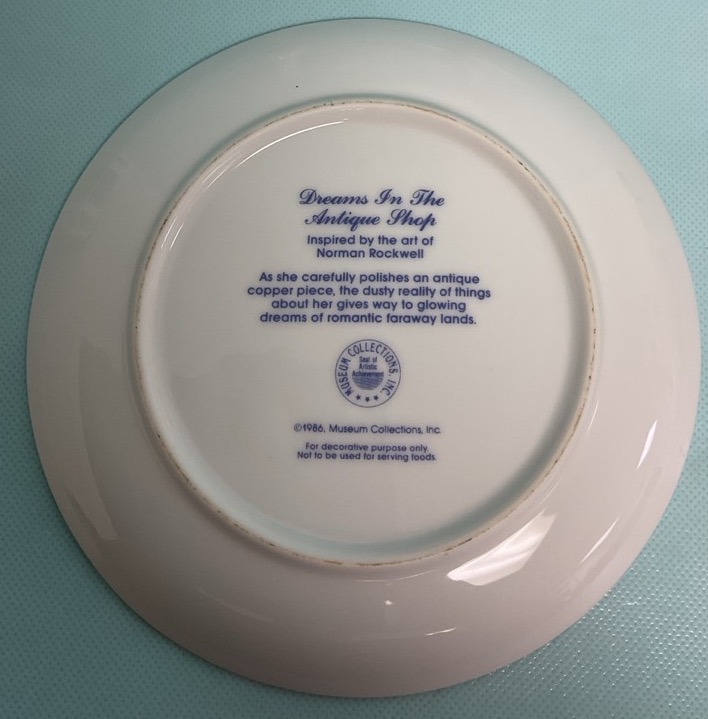 Dreams In The
Antique Shop
Inspired by the art of
Norman Rockwell
As she carefully polishes an antique
copper piece, the dusty reality of things
about her gives way to glowing
dreams of romantic faraway lands.
MUSEUM COLLECTIONS, INC.
Seal of
Artistic
Achievement
©1986, Museum Collections, Inc.
For decorative purpose only.
Not to be used for serving foods.